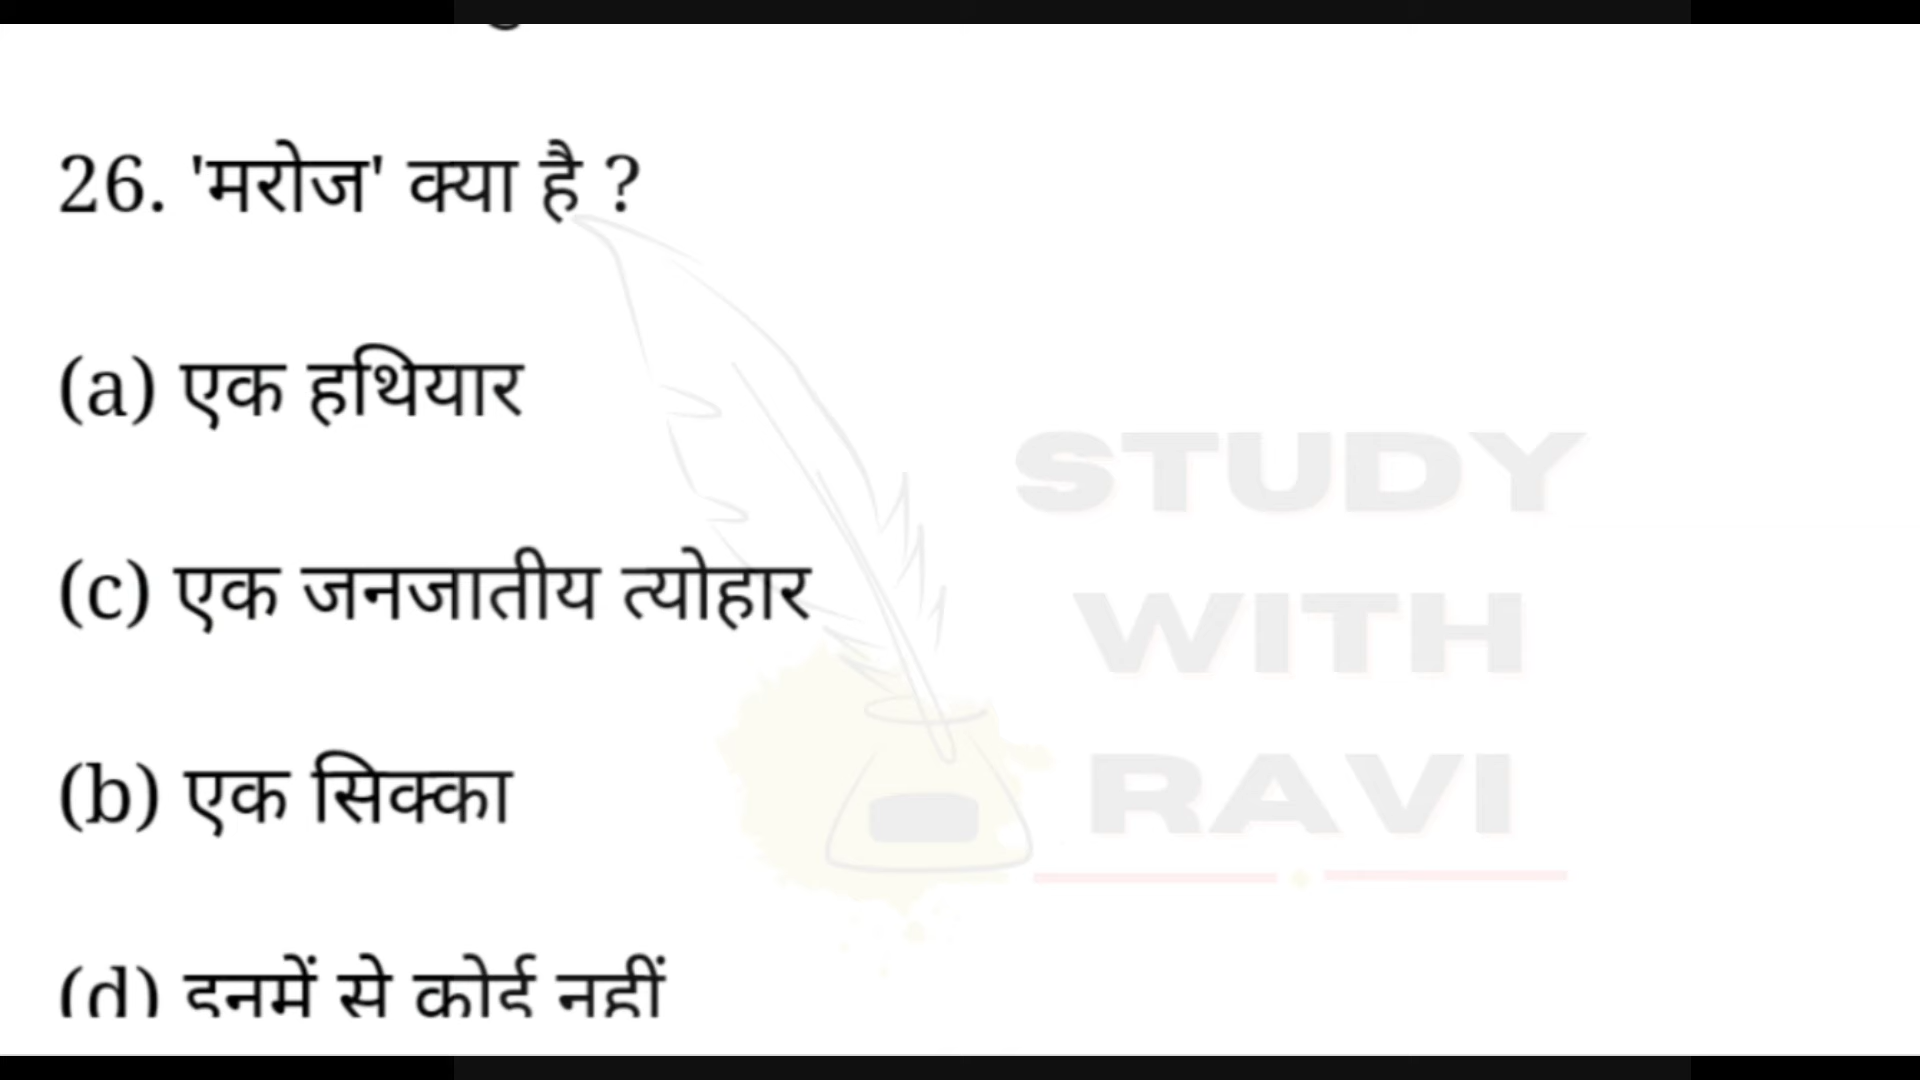 26. 'मरोज' क्या है ?
(a) एक हथियार
(c) एक जनजातीय त्योहार
(b) एक सिक्का
(d) इनमें से कोई नहीं
STUDY
WITH
RAVI